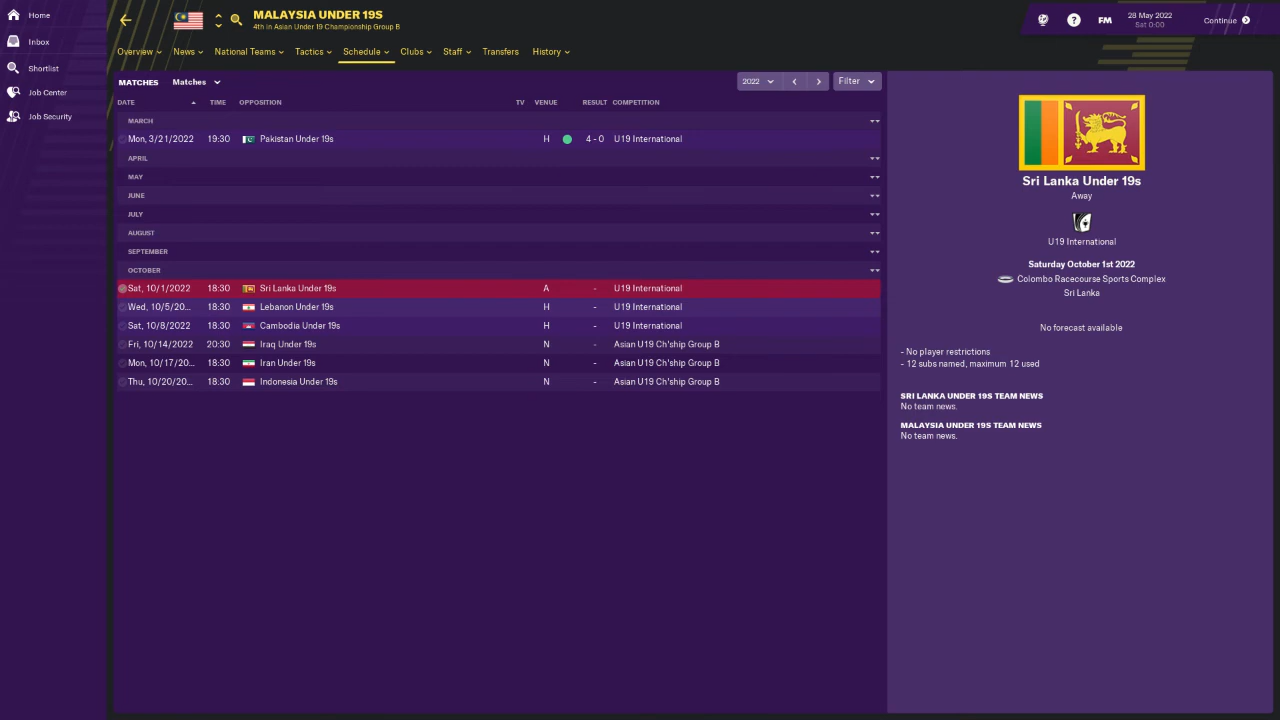 Home
Inbox
Shortlist
Job Center
Job Security
MALAYSIA UNDER 19S
4th in Asian Under 19 Championship Group B
FM
28 May 2022
Sat 0:00
Continue
Overview
News
National Teams
Tactics
Schedule
Clubs
Staff
Transfers
History
MATCHES
Matches
2022
Filter
DATE TIME OPPOSITION TV VENUE RESULT COMPETITION
MARCH
Mon, 3/21/2022 19:30 Pakistan Under 19s H 4 - 0 U19 International
APRIL
MAY
JUNE
JULY
AUGUST
SEPTEMBER
OCTOBER
Sat, 10/1/2022 18:30 Sri Lanka Under 19s A - U19 International
Wed, 10/5/20... 18:30 Lebanon Under 19s H - U19 International
Sat, 10/8/2022 18:30 Cambodia Under 19s H - U19 International
Fri, 10/14/2022 20:30 Iraq Under 19s N - Asian U19 Ch'ship Group B
Mon, 10/17/20... 18:30 Iran Under 19s N - Asian U19 Ch'ship Group B
Thu, 10/20/20... 18:30 Indonesia Under 19s N - Asian U19 Ch'ship Group B
Sri Lanka Under 19s
Away
U19 International
Saturday October 1st 2022
Colombo Racecourse Sports Complex
Sri Lanka
No forecast available
- No player restrictions
- 12 subs named, maximum 12 used
SRI LANKA UNDER 19S TEAM NEWS
No team news.
MALAYSIA UNDER 19S TEAM NEWS
No team news.